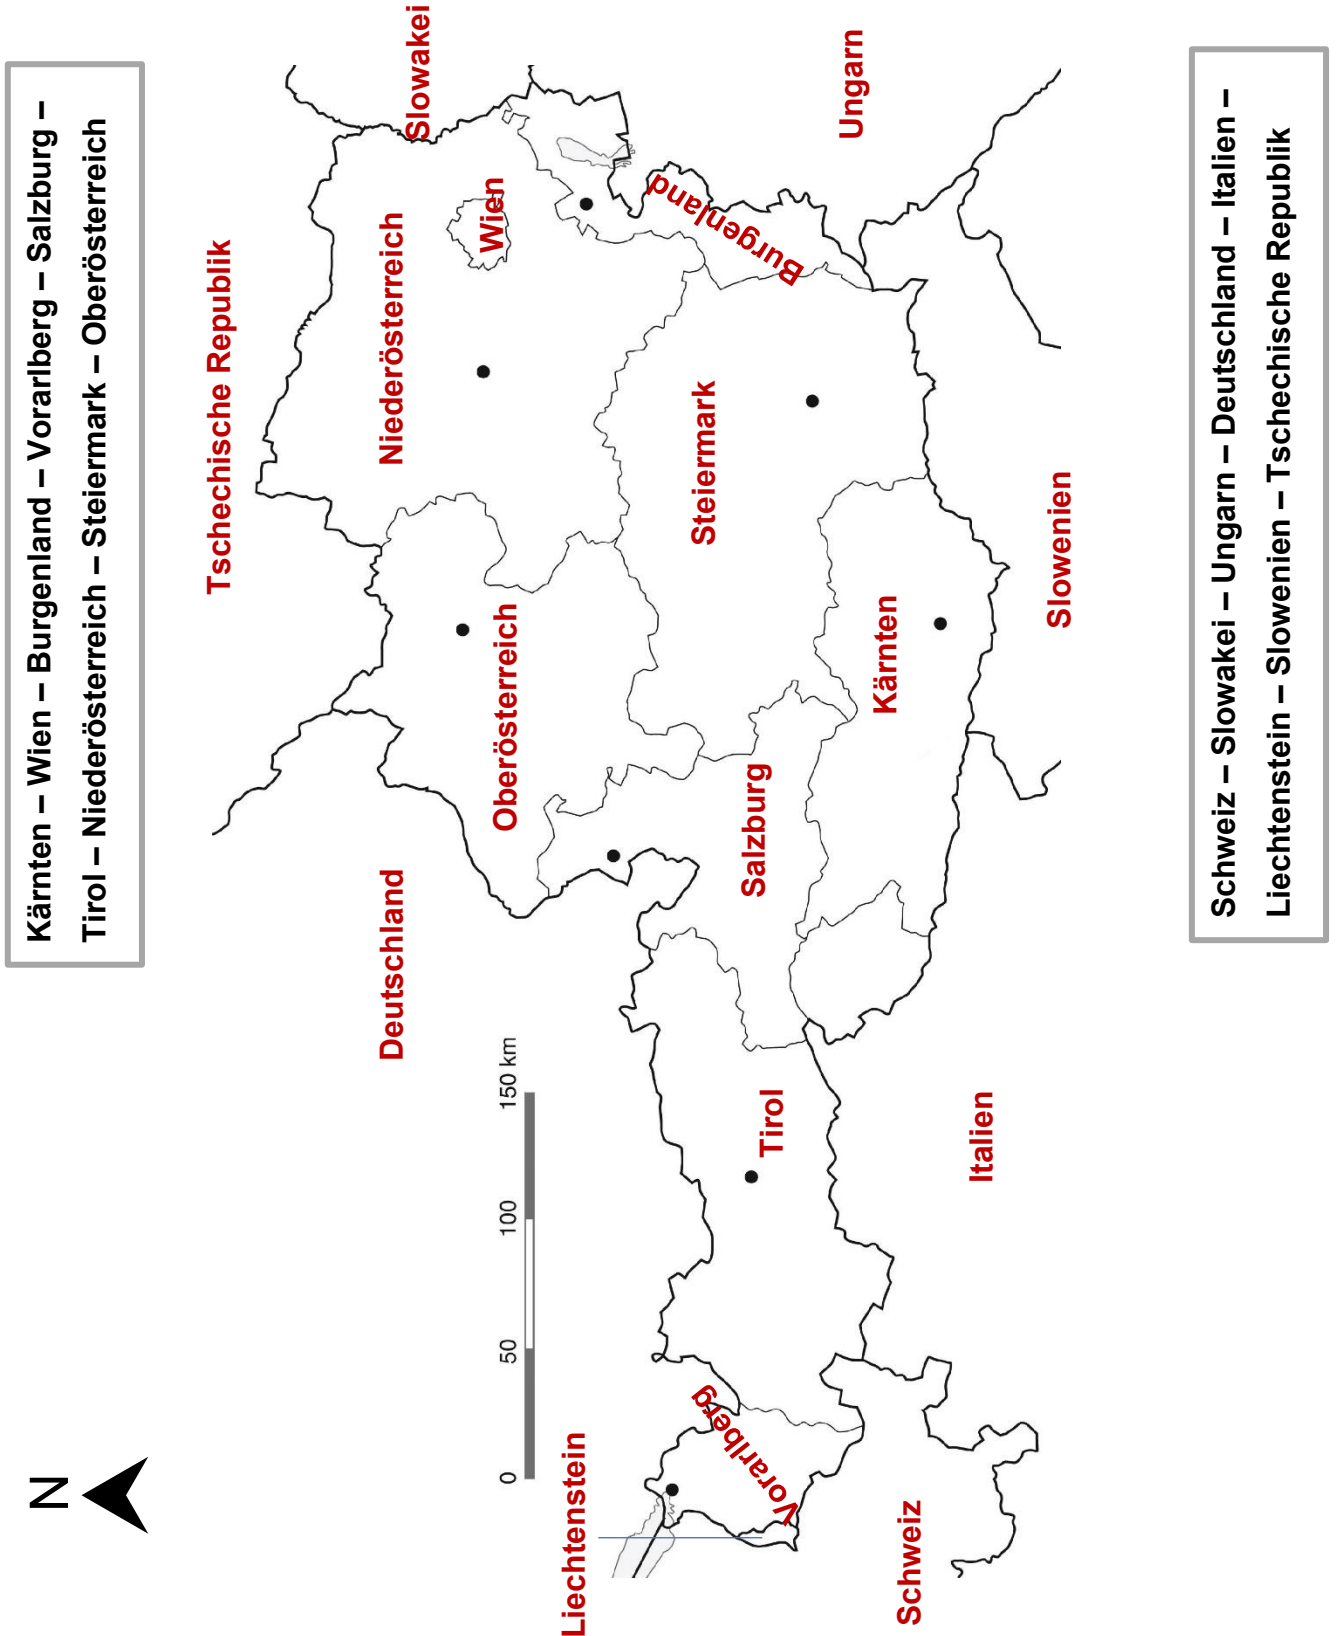 Kärnten – Wien – Burgenland – Vorarlberg – Salzburg –
Tirol – Niederösterreich – Steiermark – Oberösterreich
N
Tschechische Republik
Slowakei
Deutschland
Niederösterreich
Wien
Oberösterreich
0 50 100 150 km
Liechtenstein
Burgenland
Ungarn
Steiermark
Salzburg
Tirol
Vorarlberg
Kärnten
Schweiz
Italien
Slowenien
Schweiz – Slowakei – Ungarn – Deutschland – Italien –
Liechtenstein – Slowenien – Tschechische Republik